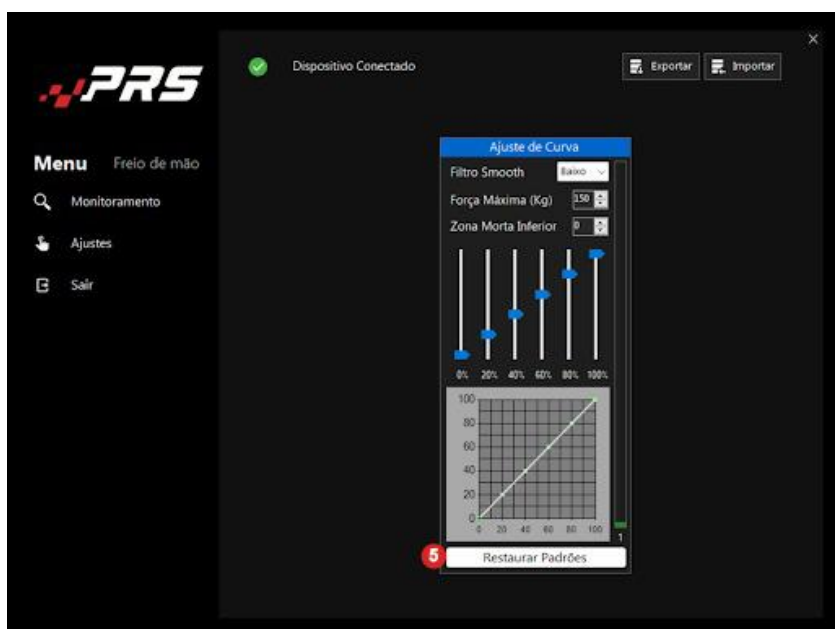 PRS
Dispositivo Conectado
Exportar
Importar
Menu Freio de mão
Monitoramento
Ajustes
Sair
Ajuste de Curva
Filtro Smooth Baixo
Força Máxima (Kg) 150
Zona Morta Inferior 0
0% 20% 40% 60% 80% 100%
100
80
60
40
20
0
0 20 40 60 80 100
1
5 Restaurar Padrões